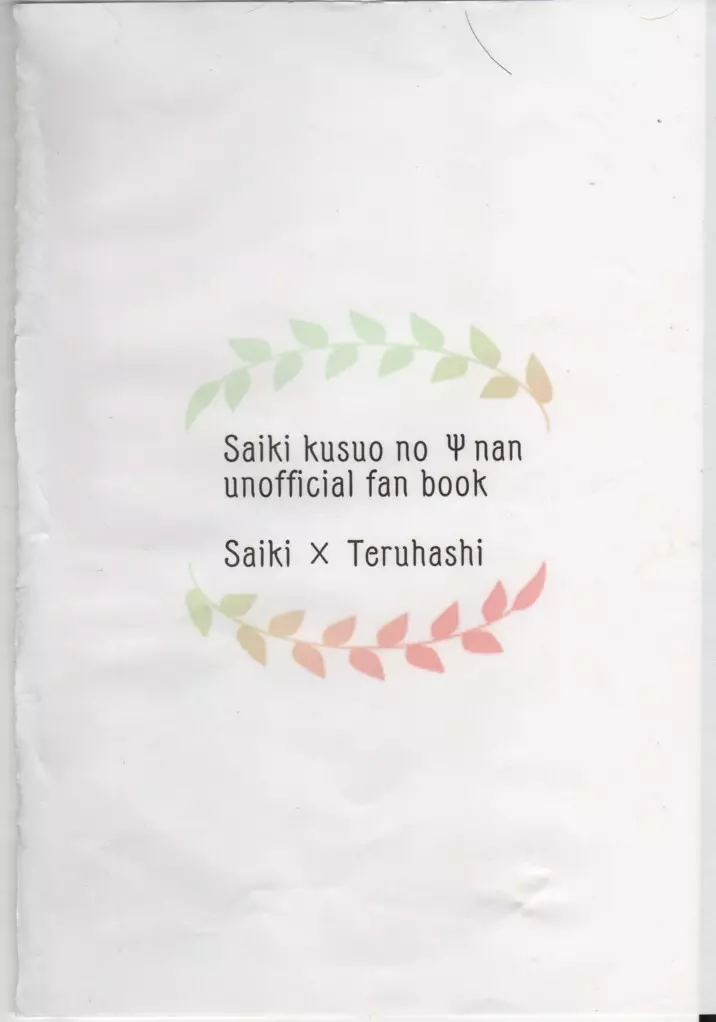 Saiki kusuo no Ψ nan
unofficial fan book
Saiki × Teruhashi